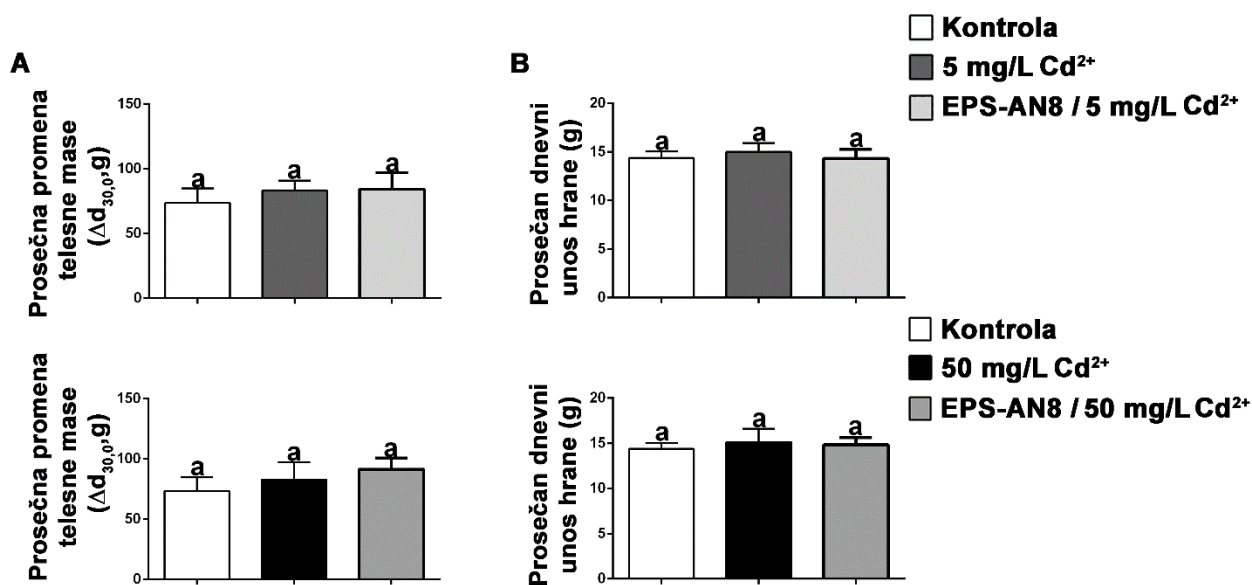 Kontrola
5 mg/L Cd²⁺
EPS-AN8 / 5 mg/L Cd²⁺
A
Prosečna promena
telesne mase
(Δd₃₀,₀,g)
150
100
50
0
a
a
a
B
Prosečan dnevni
unos hrane (g)
20
15
10
5
0
a
a
a
Kontrola
50 mg/L Cd²⁺
EPS-AN8 / 50 mg/L Cd²⁺
Prosečna promena
telesne mase
(Δd₃₀,₀,g)
150
100
50
0
a
a
a
Prosečan dnevni
unos hrane (g)
20
15
10
5
0
a
a
a